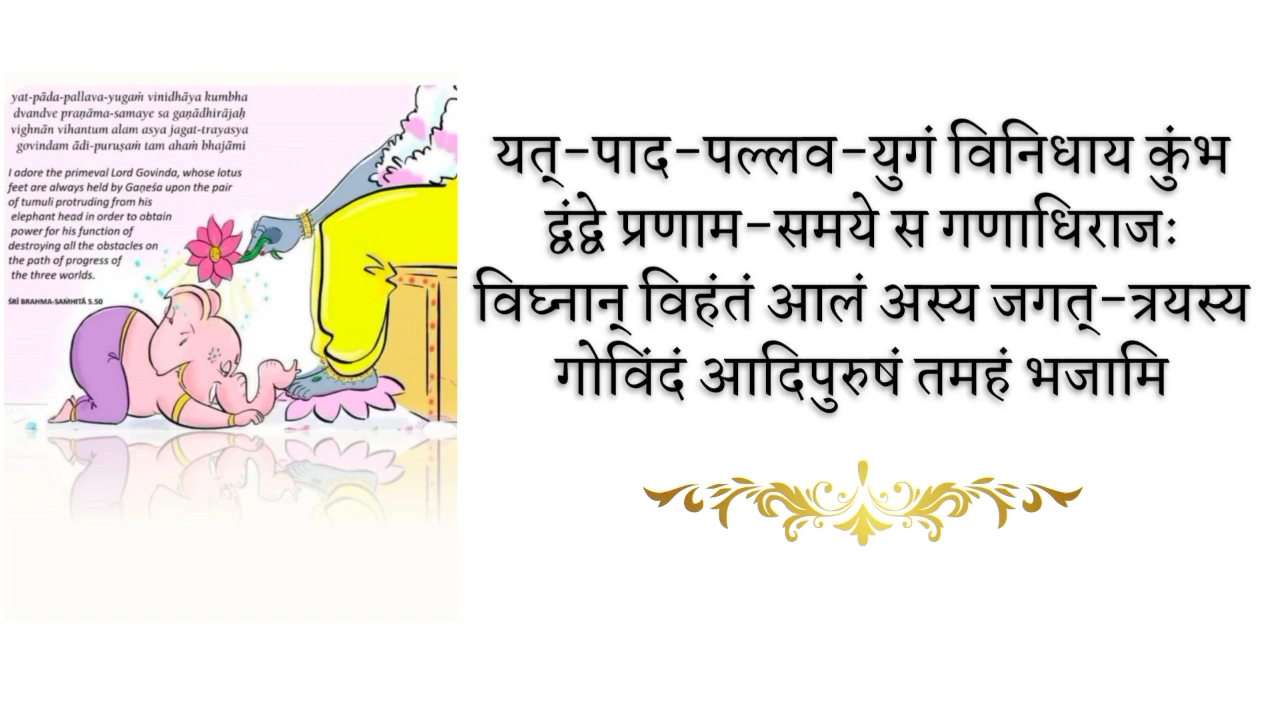 yat-pāda-pallava-yugaṁ vinidhāya kumbha
dvandve praṇāma-samaye sa gaṇādhirājaḥ
vighnān vihantum alam asya jagat-trayasya
govindam ādi-puruṣaṁ tam ahaṁ bhajāmi
I adore the primeval Lord Govinda, whose lotus
feet are always held by Gaṇeśa upon the pair
of tumuli protruding from his
elephant head in order to obtain
power for his function of
destroying all the obstacles on
the path of progress of
the three worlds.
ŚRĪ BRAHMA-SAṀHITĀ 5.50
यत्-पाद-पल्लव-युगं विनिधाय कुंभ
द्वंद्वे प्रणाम-समये स गणाधिराजः
विघ्नान् विहंतं आलं अस्य जगत्-त्रयस्य
गोविंदं आदिपुरुषं तमहं भजामि